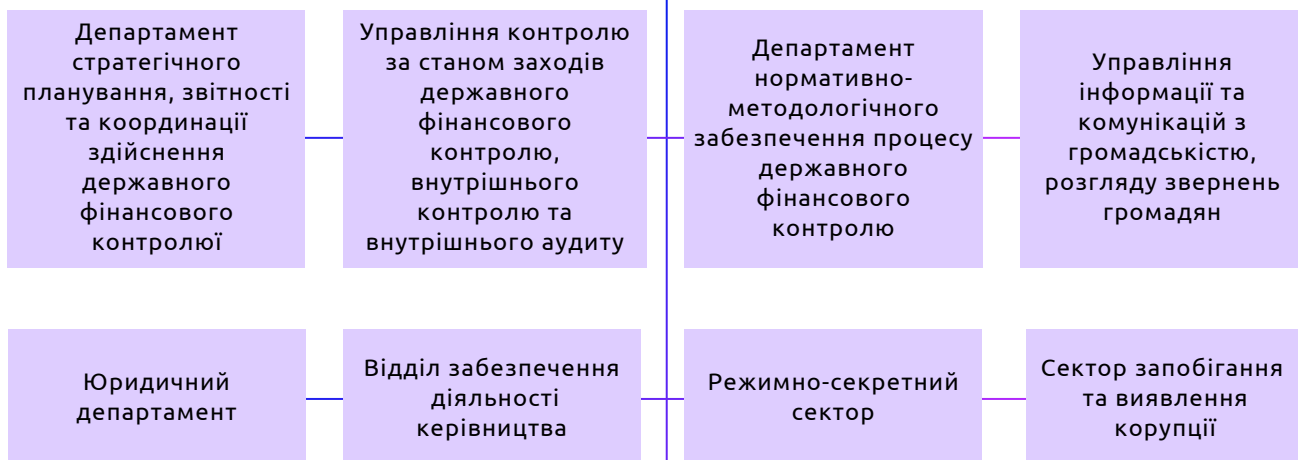 Департамент
стратегічного
планування, звітності
та координації
здійснення
державного
фінансового
контролюї
Управління контролю
за станом заходів
державного
фінансового
контролю,
внутрішнього
контролю та
внутрішнього аудиту
Департамент
нормативно-
методологічного
забезпечення процесу
державного
фінансового
контролю
Управління
інформації та
комунікацій з
громадськістю,
розгляду звернень
громадян
Юридичний
департамент
Відділ забезпечення
діяльності
керівництва
Режимно-секретний
сектор
Сектор запобігання
та виявлення
корупції